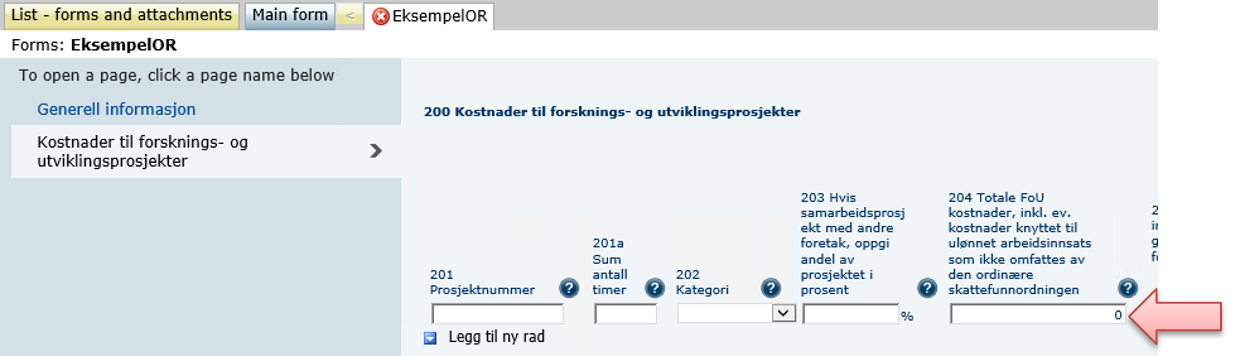 List - forms and attachments Main form < EksempelOR
Forms: EksempelOR
To open a page, click a page name below
Generell informasjon
Kostnader til forsknings- og
utviklingsprosjekter
200 Kostnader til forsknings- og utviklingsprosjekter
201
Prosjektnummer
201a
Sum
antall
timer
202
Kategori
203 Hvis
samarbeidsprosj
ekt med andre
foretak, oppgi
andel av
prosjektet i
prosent
%
204 Totale FoU
kostnader, inkl. ev.
kostnader knyttet til
ulønnet arbeidsinnsats
som ikke omfattes av
den ordinære
skattefunnordningen
0
Legg til ny rad